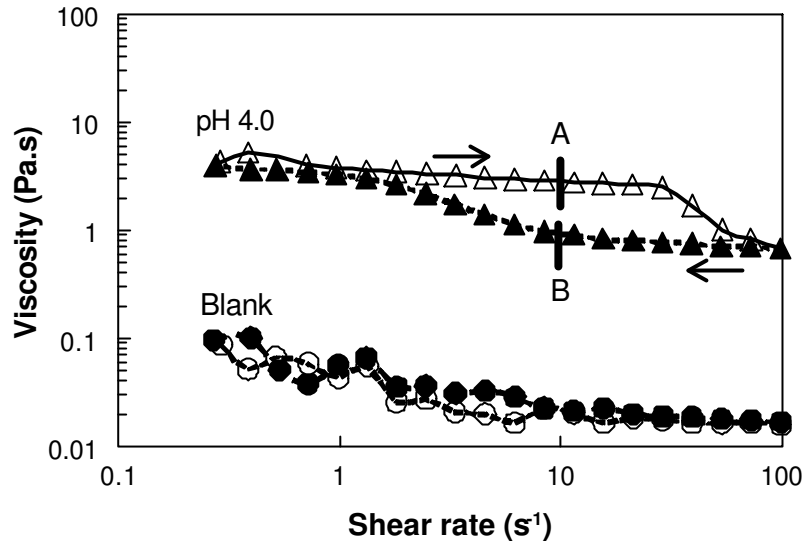 100
10
1
0.1
0.01
Viscosity (Pa.s)
pH 4.0
A
B
Blank
0.1 1 10 100
Shear rate (s-1)